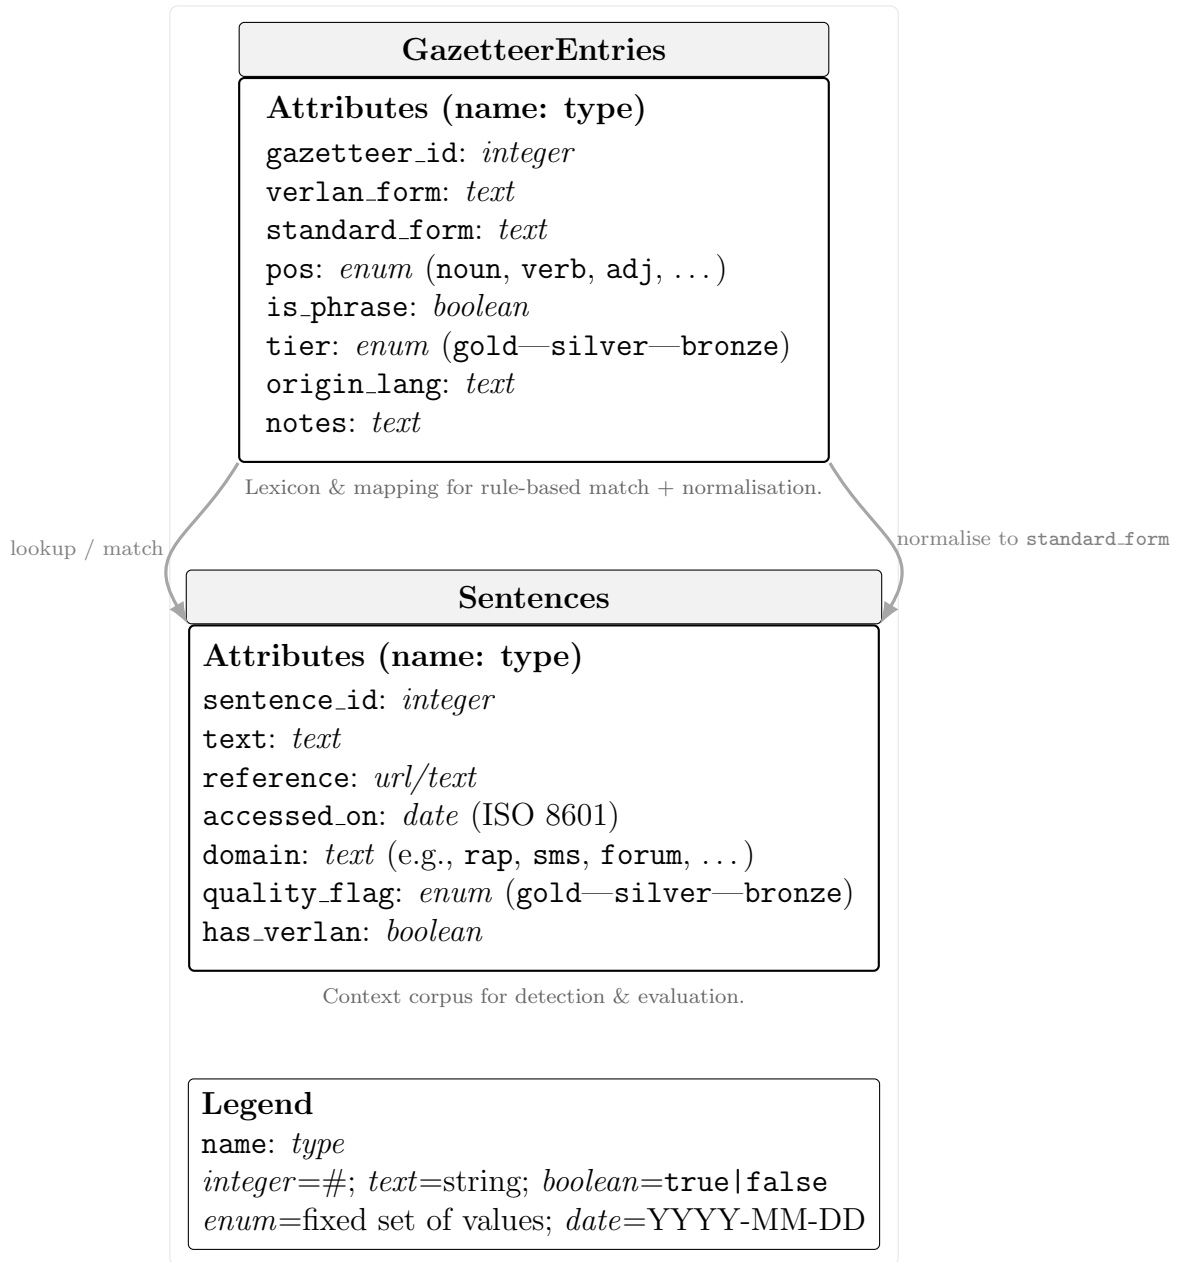 GazetteerEntries
Attributes (name: type)
gazetteer_id: integer
verlan_form: text
standard_form: text
pos: enum (noun, verb, adj, ...)
is_phrase: boolean
tier: enum (gold—silver—bronze)
origin_lang: text
notes: text
Lexicon & mapping for rule-based match + normalisation.
lookup / match
normalise to standard_form
Sentences
Attributes (name: type)
sentence_id: integer
text: text
reference: url/text
accessed_on: date (ISO 8601)
domain: text (e.g., rap, sms, forum, ...)
quality_flag: enum (gold—silver—bronze)
has_verlan: boolean
Context corpus for detection & evaluation.
Legend
name: type
integer=#; text=string; boolean=true|false
enum=fixed set of values; date=YYYY-MM-DD